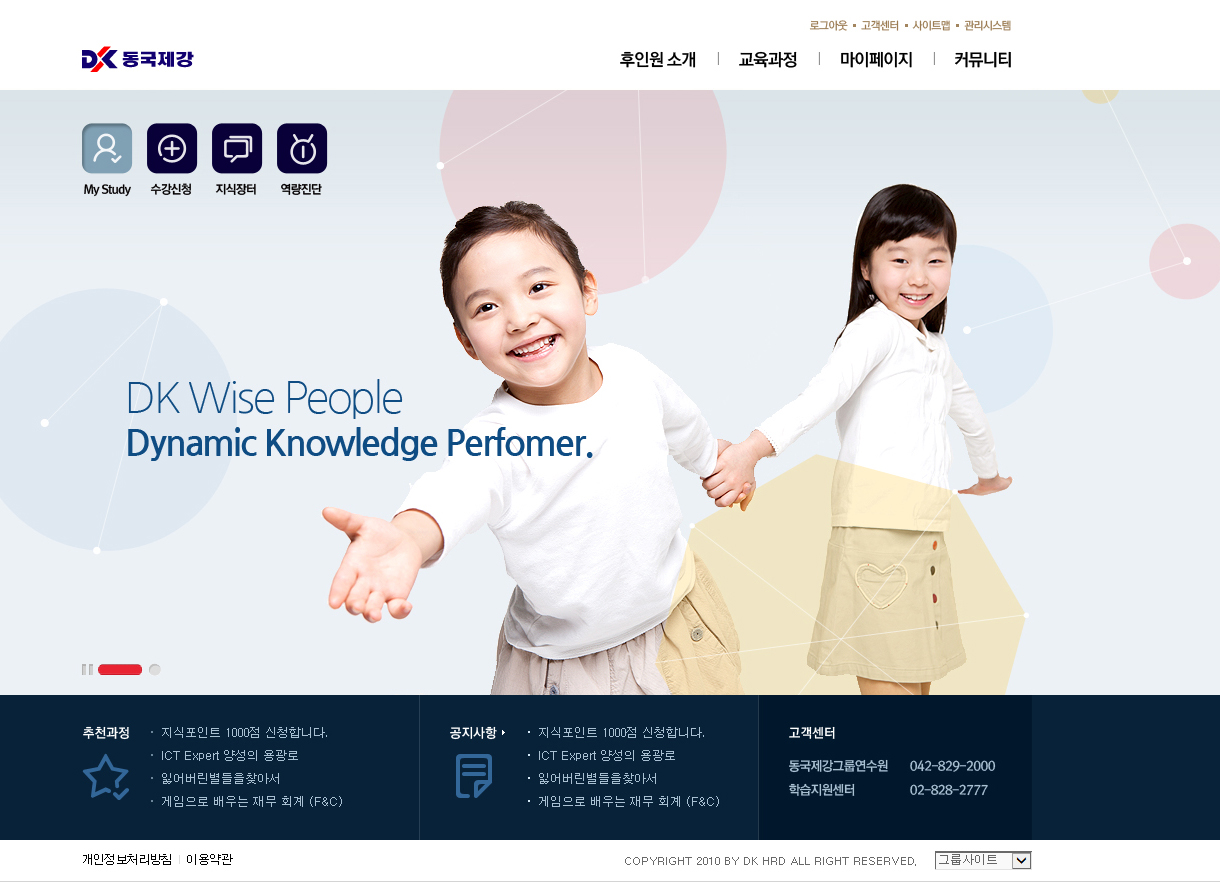 로그아웃 고객센터 사이트맵 관리시스템
DK 동국제강
후인원 소개 교육과정 마이페이지 커뮤니티
My Study 수강신청 지식장터 역량진단
DK Wise People
Dynamic Knowledge Perfomer.
추천과정
· 지식포인트 1000점 신청합니다.
· ICT Expert 양성의 용광로
· 잃어버린별들을찾아서
· 게임으로 배우는 재무 회계 (F&C)
공지사항
· 지식포인트 1000점 신청합니다.
· ICT Expert 양성의 용광로
· 잃어버린별들을찾아서
· 게임으로 배우는 재무 회계 (F&C)
고객센터
동국제강그룹연수원 042-829-2000
학습지원센터 02-828-2777
개인정보처리방침 이용약관
COPYRIGHT 2010 BY DK HRD ALL RIGHT RESERVED.
그룹사이트